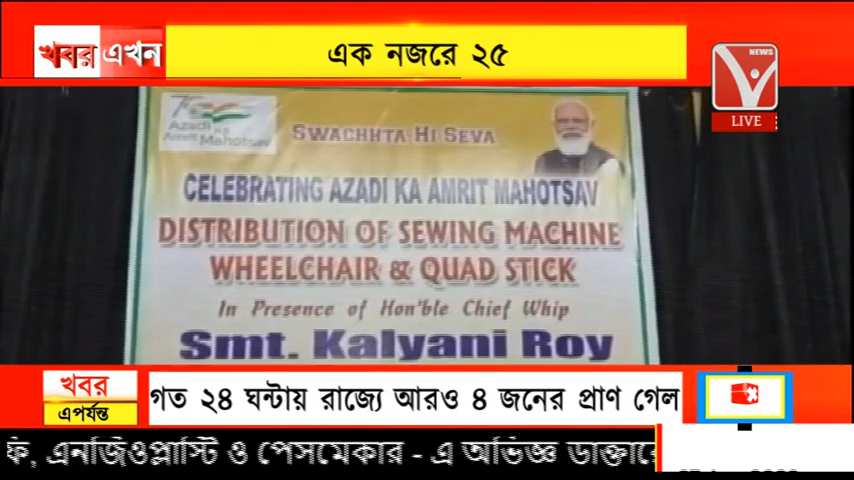 খবর এখন
এক নজরে ২৫
NEWS
V
LIVE
75
Azadi Ka
Amrit Mahotsav
SWACHHTA HI SEVA
CELEBRATING AZADI KA AMRIT MAHOTSAV
DISTRIBUTION OF SEWING MACHINE
WHEELCHAIR & QUAD STICK
In Presence of Hon'ble Chief Whip
Smt. Kalyani Roy
খবর
এপর্যন্ত
গত ২৪ ঘন্টায় রাজ্যে আরও ৪ জনের প্রাণ গেল
এনজিওপ্লাস্টি ও পেসমেকার - এ অভিজ্ঞ